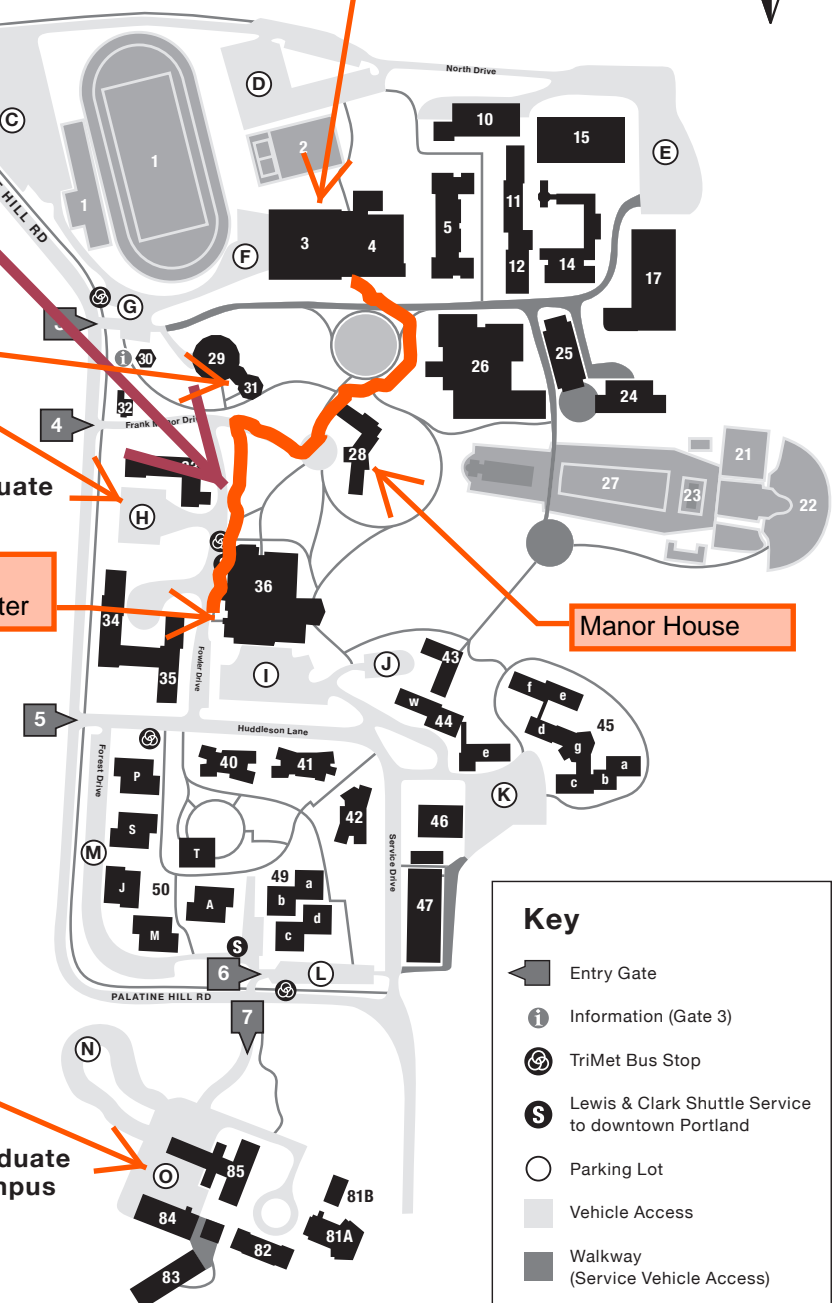 North Drive
D
C
10
15
2
E
1
1
HILL RD
11
5
3
4
F
12
14
17
G
30
29
31
26
25
24
32
4
28
21
27
23
22
uate
H
36
ter
Manor House
34
35
Fowler Drive
I
J
43
w
44
e
f
e
d
45
g
a
b
c
5
Huddleson Lane
Forest Drive
40
41
K
P
42
46
S
T
M
Service Drive
J
50
A
49
a
b
d
c
47
M
S
6
L
PALATINE HILL RD
7
N
duate
mpus
O
85
81B
84
81A
82
83
Key
Entry Gate
i
Information (Gate 3)
TriMet Bus Stop
S
Lewis & Clark Shuttle Service
to downtown Portland
Parking Lot
Vehicle Access
Walkway
(Service Vehicle Access)